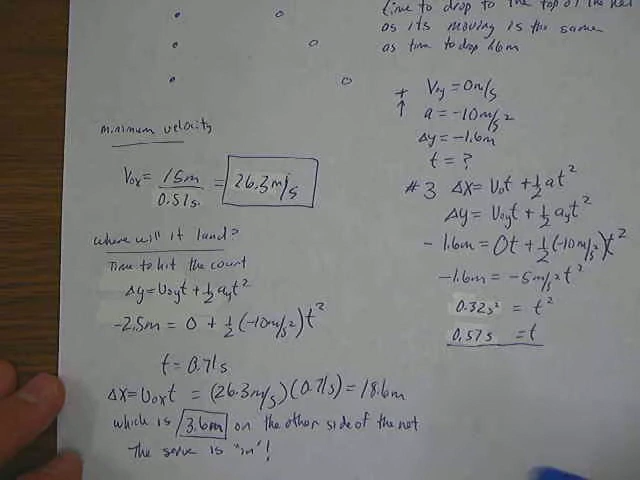 time to drop to the top of the net
as its moving is the same
as time to drop 1.6m
+
↑
V₀y = 0m/s
a = -10m/s²
Δy = -1.6m
t = ?
#3 Δx = v₀t + ½at²
Δy = v₀yt + ½ayt²
-1.6m = 0t + ½(-10m/s²)t²
-1.6m = -5m/s²t²
0.32s² = t²
0.57s = t
minimum velocity
V₀x = 15m/0.57s = 26.3m/s
where will it land?
Time to hit the court
Δy = v₀yt + ½ayt²
-2.5m = 0 + ½(-10m/s²)t²
t = 0.71s
Δx = v₀xt = (26.3m/s)(0.71s) = 18.6m
which is 3.6m on the other side of the net
The serve is "in"!